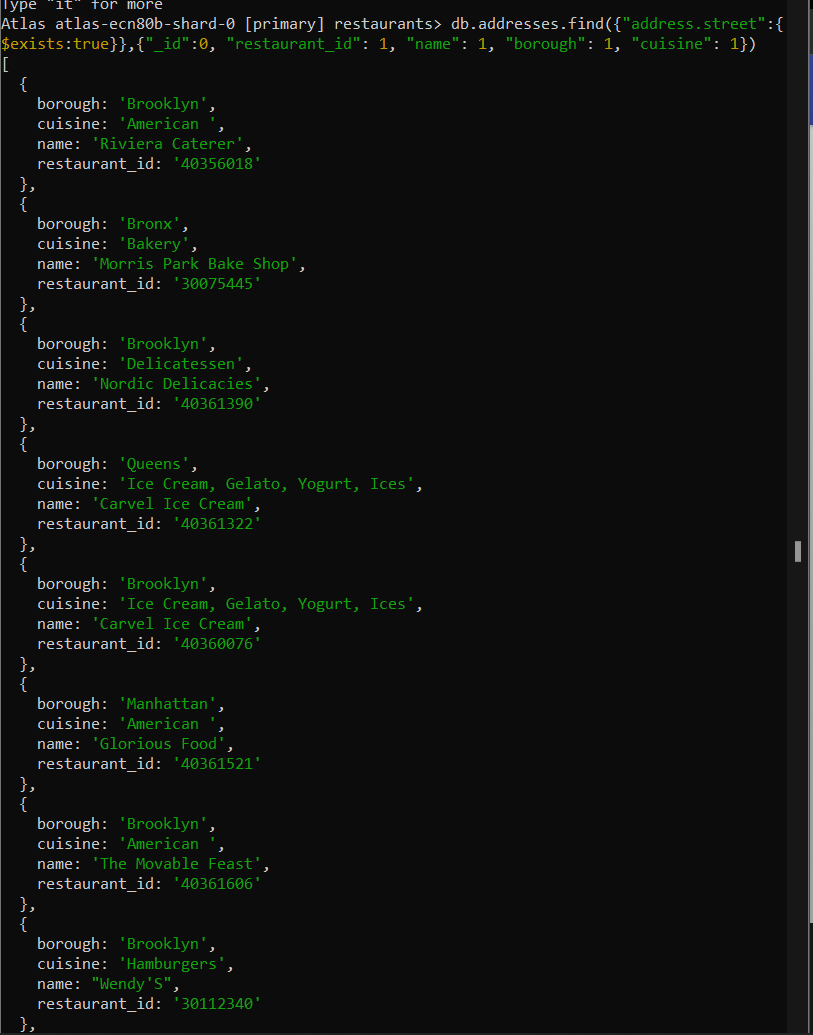 Type "it" for more
Atlas atlas-ecn80b-shard-0 [primary] restaurants> db.addresses.find({"address.street":{
$exists:true}},{"_id":0, "restaurant_id": 1, "name": 1, "borough": 1, "cuisine": 1})
[
  {
    borough: 'Brooklyn',
    cuisine: 'American ',
    name: 'Riviera Caterer',
    restaurant_id: '40356018'
  },
  {
    borough: 'Bronx',
    cuisine: 'Bakery',
    name: 'Morris Park Bake Shop',
    restaurant_id: '30075445'
  },
  {
    borough: 'Brooklyn',
    cuisine: 'Delicatessen',
    name: 'Nordic Delicacies',
    restaurant_id: '40361390'
  },
  {
    borough: 'Queens',
    cuisine: 'Ice Cream, Gelato, Yogurt, Ices',
    name: 'Carvel Ice Cream',
    restaurant_id: '40361322'
  },
  {
    borough: 'Brooklyn',
    cuisine: 'Ice Cream, Gelato, Yogurt, Ices',
    name: 'Carvel Ice Cream',
    restaurant_id: '40360076'
  },
  {
    borough: 'Manhattan',
    cuisine: 'American ',
    name: 'Glorious Food',
    restaurant_id: '40361521'
  },
  {
    borough: 'Brooklyn',
    cuisine: 'American ',
    name: 'The Movable Feast',
    restaurant_id: '40361606'
  },
  {
    borough: 'Brooklyn',
    cuisine: 'Hamburgers',
    name: "Wendy'S",
    restaurant_id: '30112340'
  },